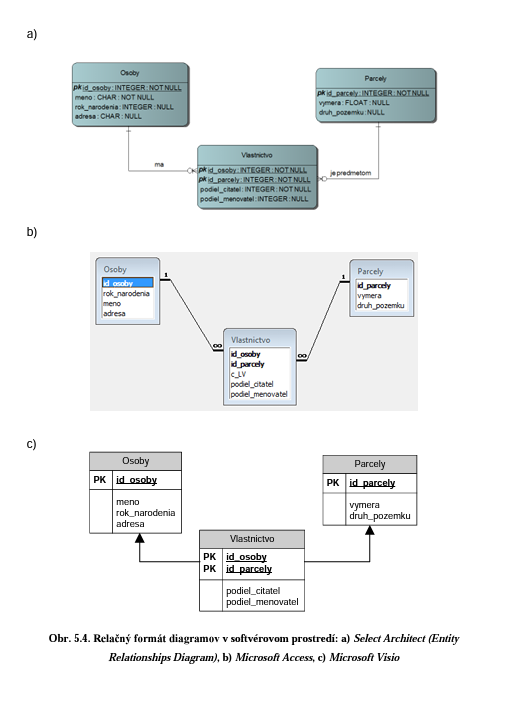 a)
Osoby
pk id_osoby : INTEGER : NOT NULL
meno : CHAR : NOT NULL
rok_narodenia : INTEGER : NULL
adresa : CHAR : NULL
Parcely
pk id_parcely : INTEGER : NOT NULL
vymera : FLOAT : NULL
druh_pozemku : NULL
ma
je predmetom
Vlastnictvo
pk id_osoby : INTEGER : NOT NULL
pk id_parcely : INTEGER : NOT NULL
podiel_citatel : INTEGER : NOT NULL
podiel_menovatel : INTEGER : NULL
b)
Osoby
id_osoby
rok_narodenia
meno
adresa
1
1
Parcely
id_parcely
vymera
druh_pozemku
∞
∞
Vlastnictvo
id_osoby
id_parcely
c_LV
podiel_citatel
podiel_menovatel
c)
Osoby
PK id_osoby
meno
rok_narodenia
adresa
Parcely
PK id_parcely
vymera
druh_pozemku
Vlastnictvo
PK id_osoby
PK id_parcely
podiel_citatel
podiel_menovatel
Obr. 5.4. Relačný formát diagramov v softvérovom prostredí: a) Select Architect (Entity
Relationships Diagram), b) Microsoft Access, c) Microsoft Visio